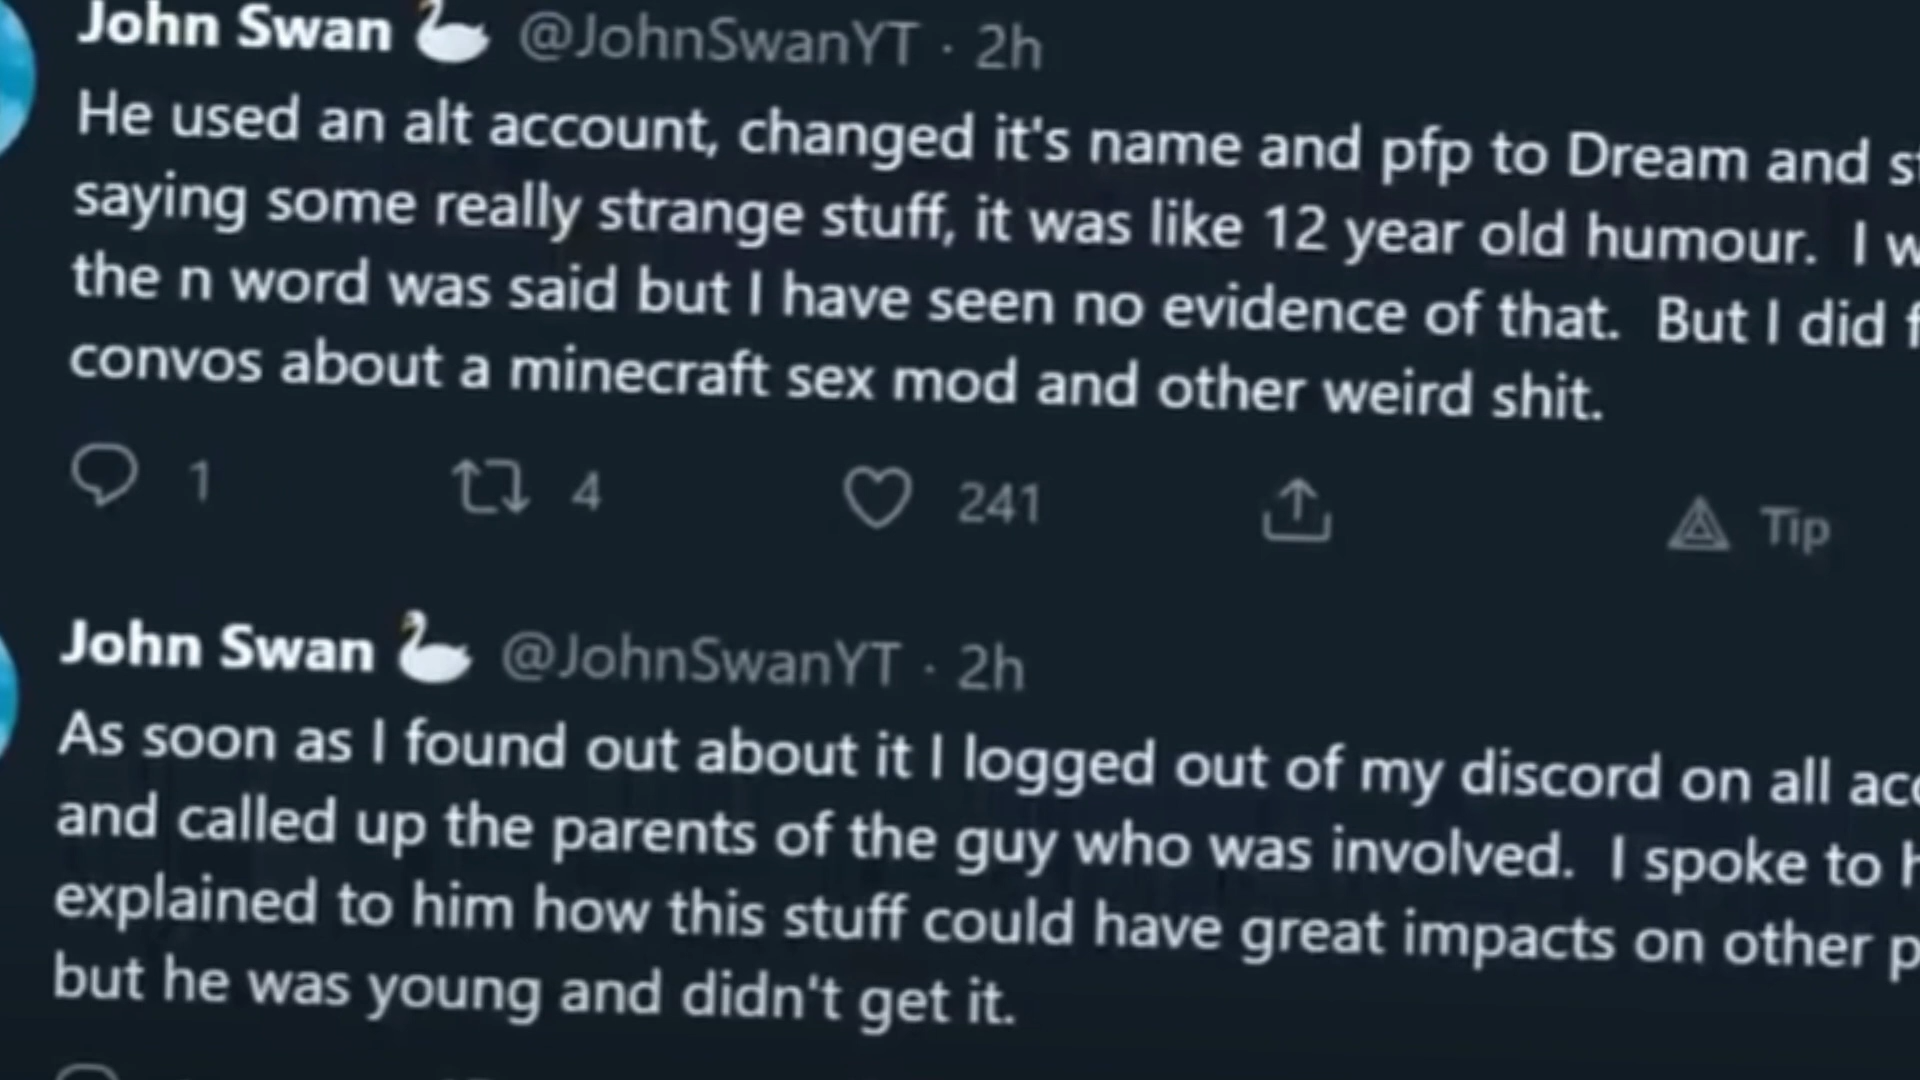 John Swan 🦢 @JohnSwanYT · 2h
He used an alt account, changed it's name and pfp to Dream and
saying some really strange stuff, it was like 12 year old humour. I
the n word was said but I have seen no evidence of that. But I did
convos about a minecraft sex mod and other weird shit.
1 4 241 Tip
John Swan 🦢 @JohnSwanYT · 2h
As soon as I found out about it I logged out of my discord on all
and called up the parents of the guy who was involved. I spoke to
explained to him how this stuff could have great impacts on other
but he was young and didn't get it.